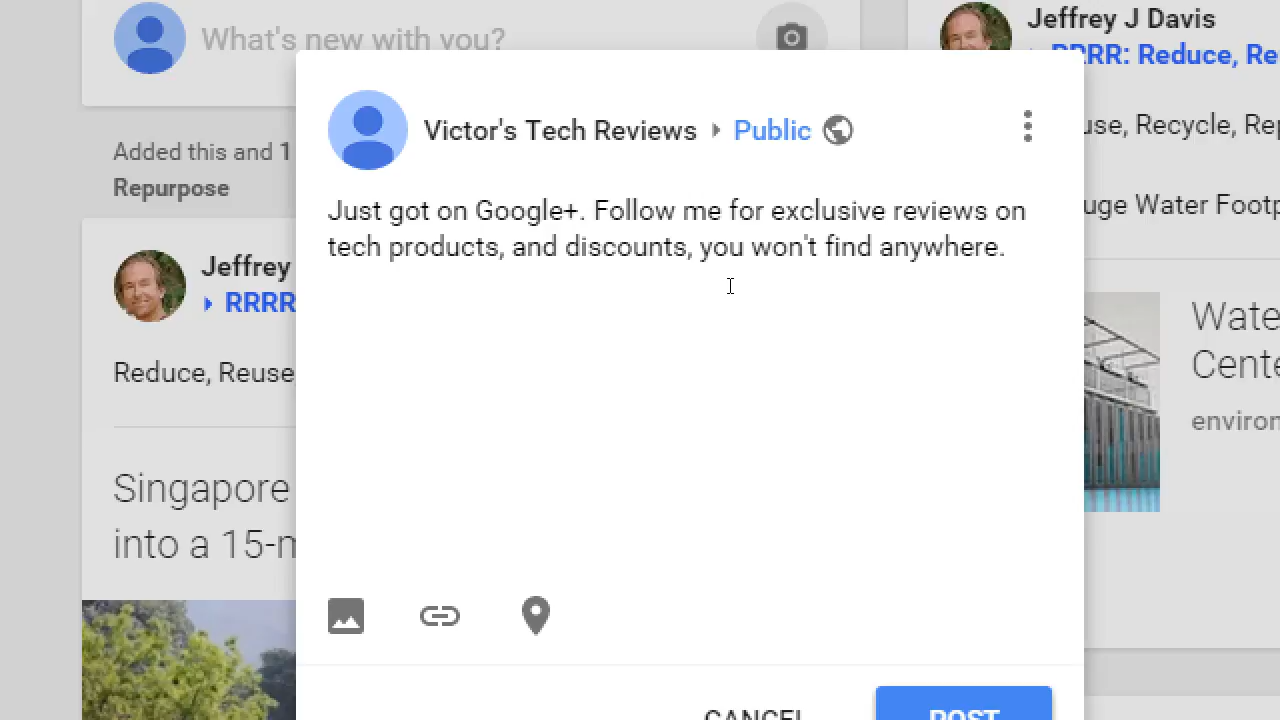 What's new with you?
Added this and 1
Repurpose
Jeffrey
RRRR
Reduce, Reuse
Singapore
into a 15-m
Victor's Tech Reviews
Public
Just got on Google+. Follow me for exclusive reviews on
tech products, and discounts, you won't find anywhere.
CANCEL
POST
Jeffrey J Davis
RRRR: Reduce, Re
use, Recycle, Rep
uge Water Footp
Wate
Cente
environ